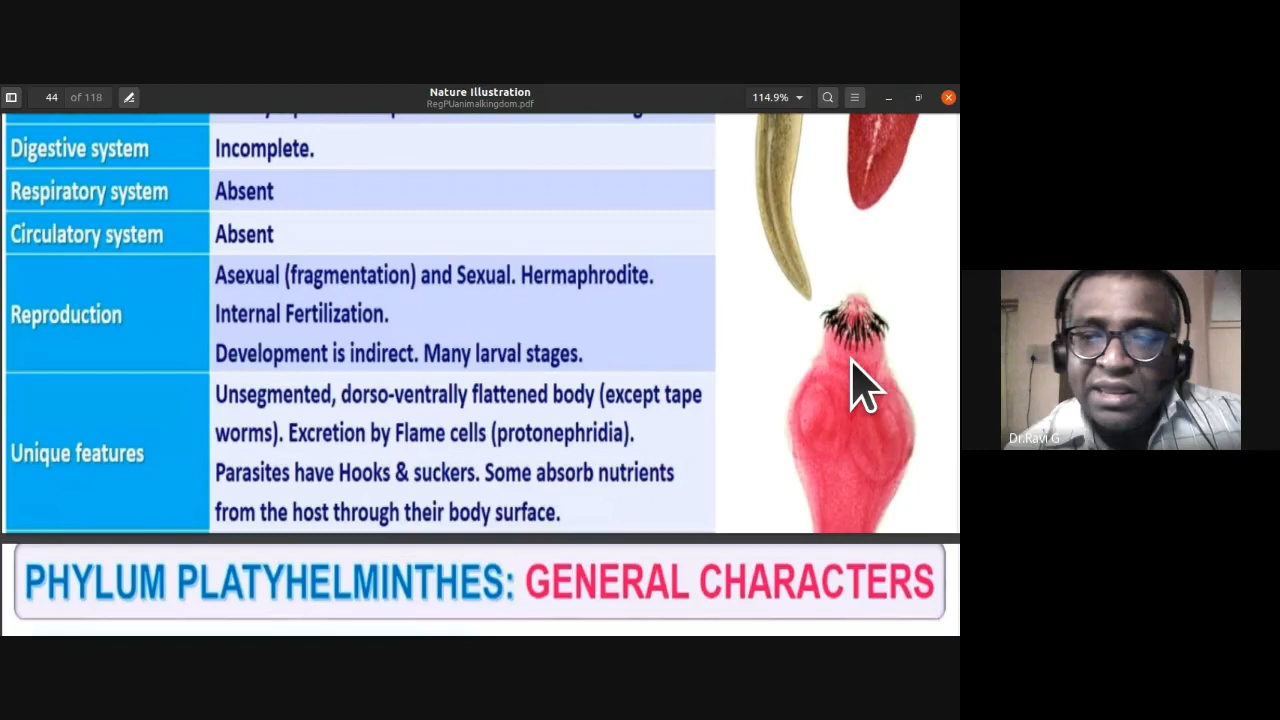 44 of 118
Nature Illustration
RegPUanimalkingdom.pdf
114.9%
Digestive system
Incomplete.
Respiratory system
Absent
Circulatory system
Absent
Reproduction
Asexual (fragmentation) and Sexual. Hermaphrodite.
Internal Fertilization.
Development is indirect. Many larval stages.
Unique features
Unsegmented, dorso-ventrally flattened body (except tape
worms). Excretion by Flame cells (protonephridia).
Parasites have Hooks & suckers. Some absorb nutrients
from the host through their body surface.
PHYLUM PLATYHELMINTHES: GENERAL CHARACTERS
Dr.Ravi G